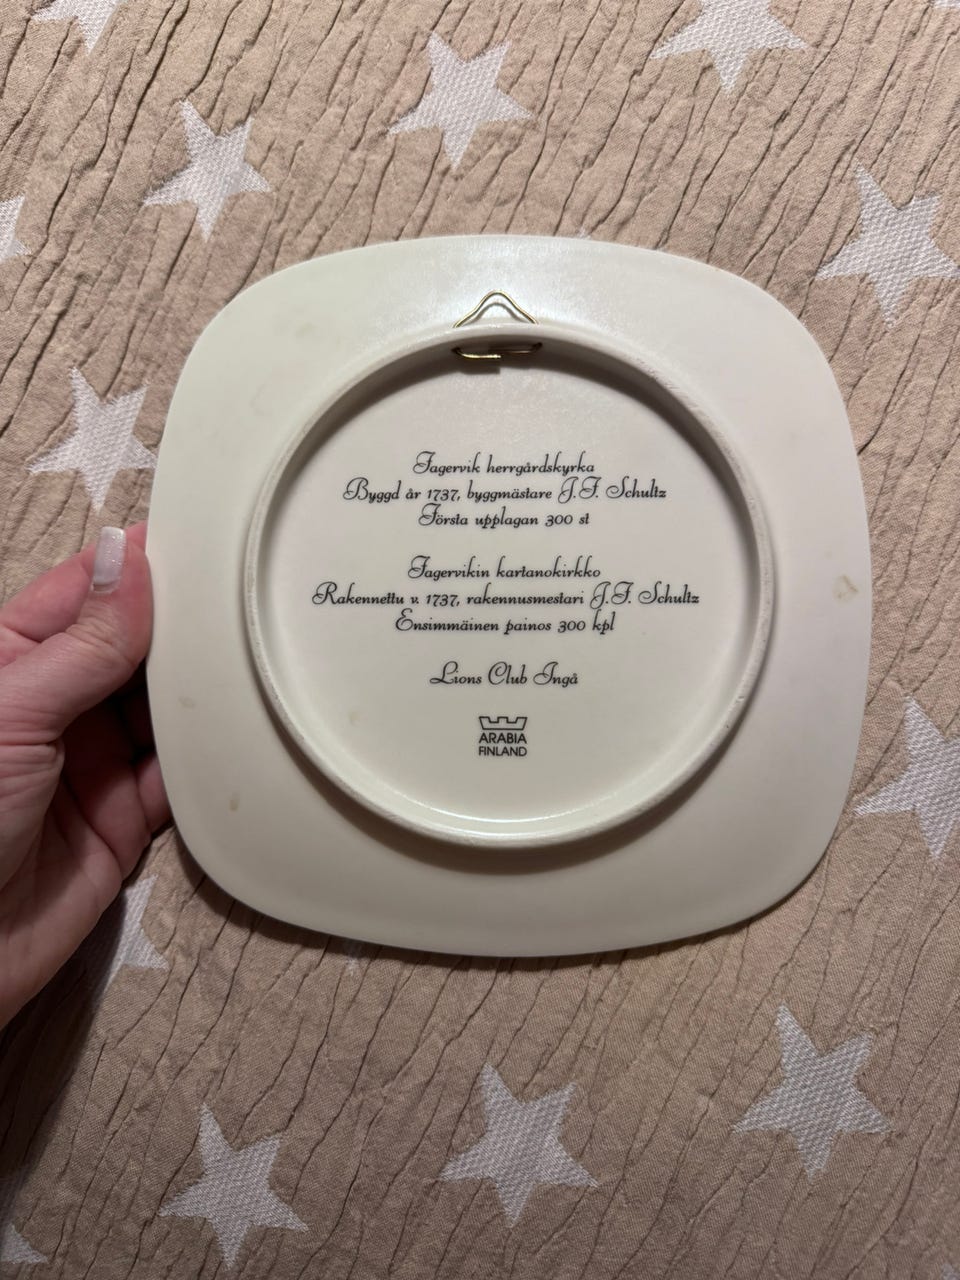 Fagervik herrgårdskyrka
Byggd år 1737, byggmästare J.F. Schultz
Första upplagan 300 st
Fagervikin kartanokirkko
Rakennettu v. 1737, rakennusmestari J.F. Schultz
Ensimmäinen painos 300 kpl
Lions Club Ingå
ARABIA
FINLAND